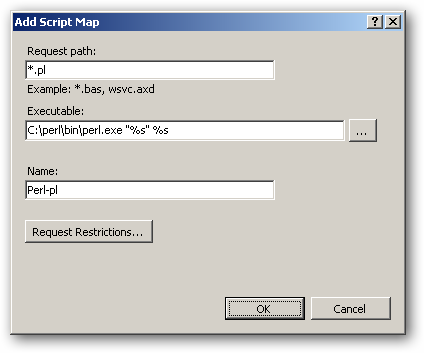 Add Script Map
Request path:
*.pl
Example: *.bas, wsvc.axd
Executable:
C:\perl\bin\perl.exe "%s" %s
...
Name:
Perl-pl
Request Restrictions...
OK
Cancel